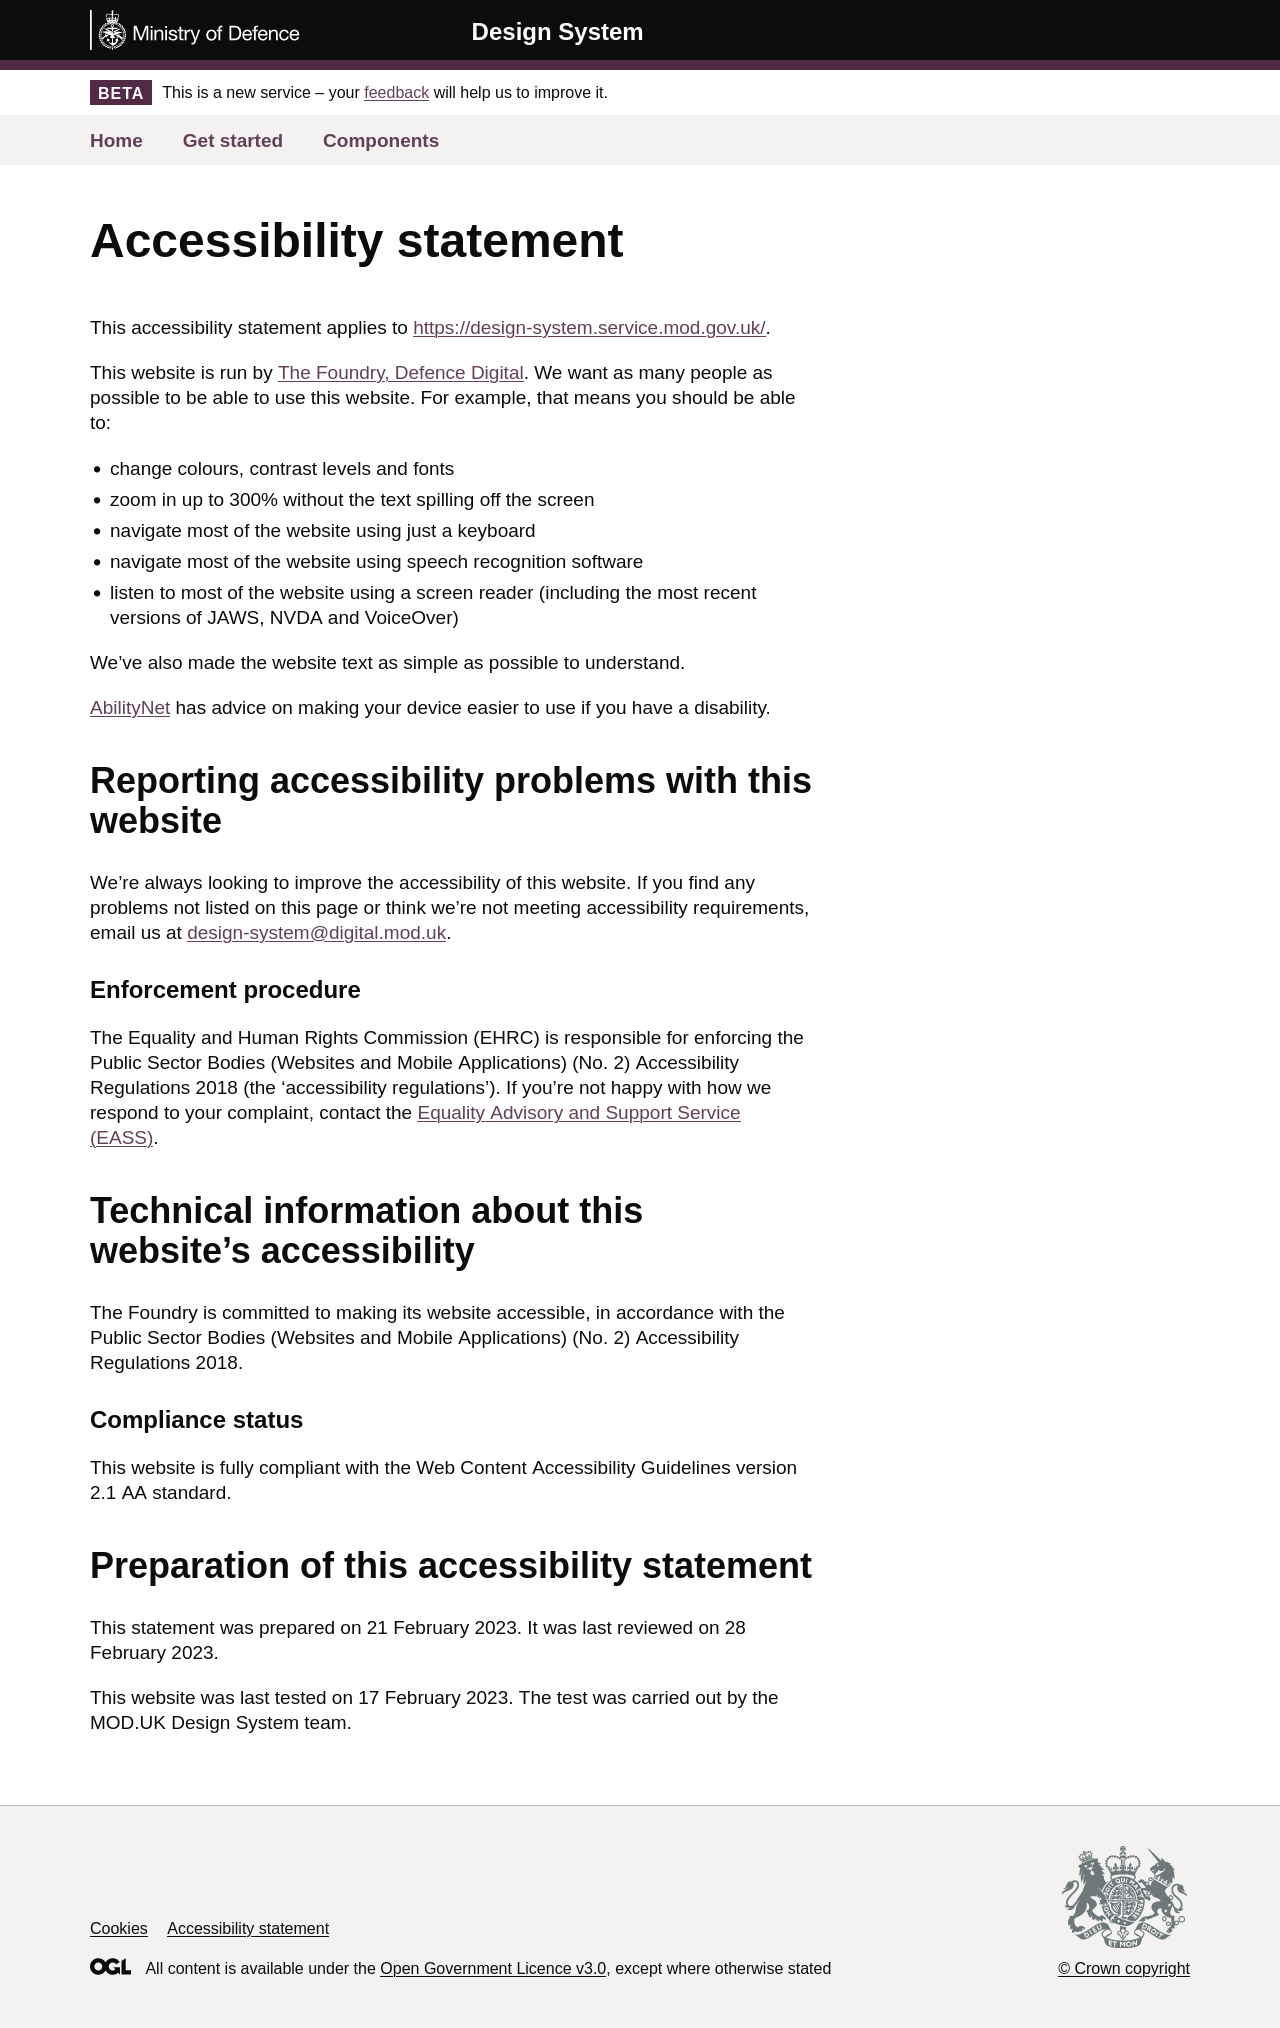 Ministry of Defence
Design System
BETA This is a new service – your feedback will help us to improve it.
Home Get started Components
Accessibility statement
This accessibility statement applies to https://design-system.service.mod.gov.uk/.
This website is run by The Foundry, Defence Digital. We want as many people as
possible to be able to use this website. For example, that means you should be able
to:
• change colours, contrast levels and fonts
• zoom in up to 300% without the text spilling off the screen
• navigate most of the website using just a keyboard
• navigate most of the website using speech recognition software
• listen to most of the website using a screen reader (including the most recent
versions of JAWS, NVDA and VoiceOver)
We’ve also made the website text as simple as possible to understand.
AbilityNet has advice on making your device easier to use if you have a disability.
Reporting accessibility problems with this
website
We’re always looking to improve the accessibility of this website. If you find any
problems not listed on this page or think we’re not meeting accessibility requirements,
email us at design-system@digital.mod.uk.
Enforcement procedure
The Equality and Human Rights Commission (EHRC) is responsible for enforcing the
Public Sector Bodies (Websites and Mobile Applications) (No. 2) Accessibility
Regulations 2018 (the ‘accessibility regulations’). If you’re not happy with how we
respond to your complaint, contact the Equality Advisory and Support Service
(EASS).
Technical information about this
website’s accessibility
The Foundry is committed to making its website accessible, in accordance with the
Public Sector Bodies (Websites and Mobile Applications) (No. 2) Accessibility
Regulations 2018.
Compliance status
This website is fully compliant with the Web Content Accessibility Guidelines version
2.1 AA standard.
Preparation of this accessibility statement
This statement was prepared on 21 February 2023. It was last reviewed on 28
February 2023.
This website was last tested on 17 February 2023. The test was carried out by the
MOD.UK Design System team.
DIEU ET MON DROIT
Cookies Accessibility statement
OGL All content is available under the Open Government Licence v3.0, except where otherwise stated
© Crown copyright